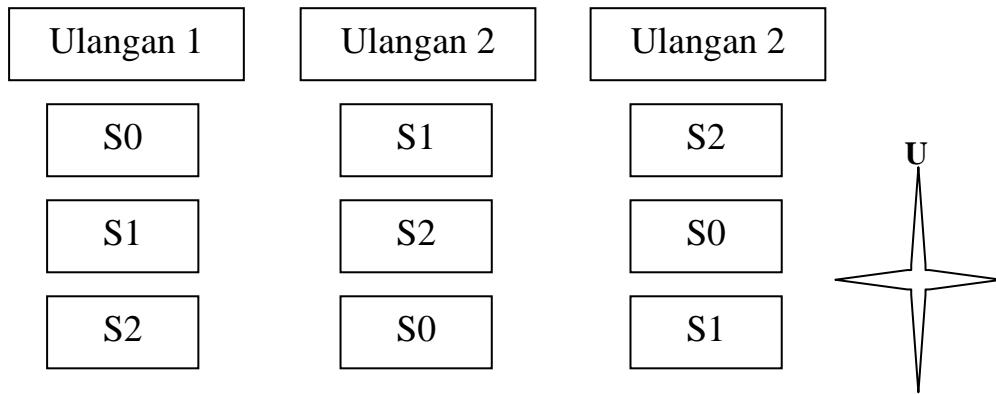 Ulangan 1 Ulangan 2 Ulangan 2
S0 S1 S2
U
S1 S2 S0
S2 S0 S1